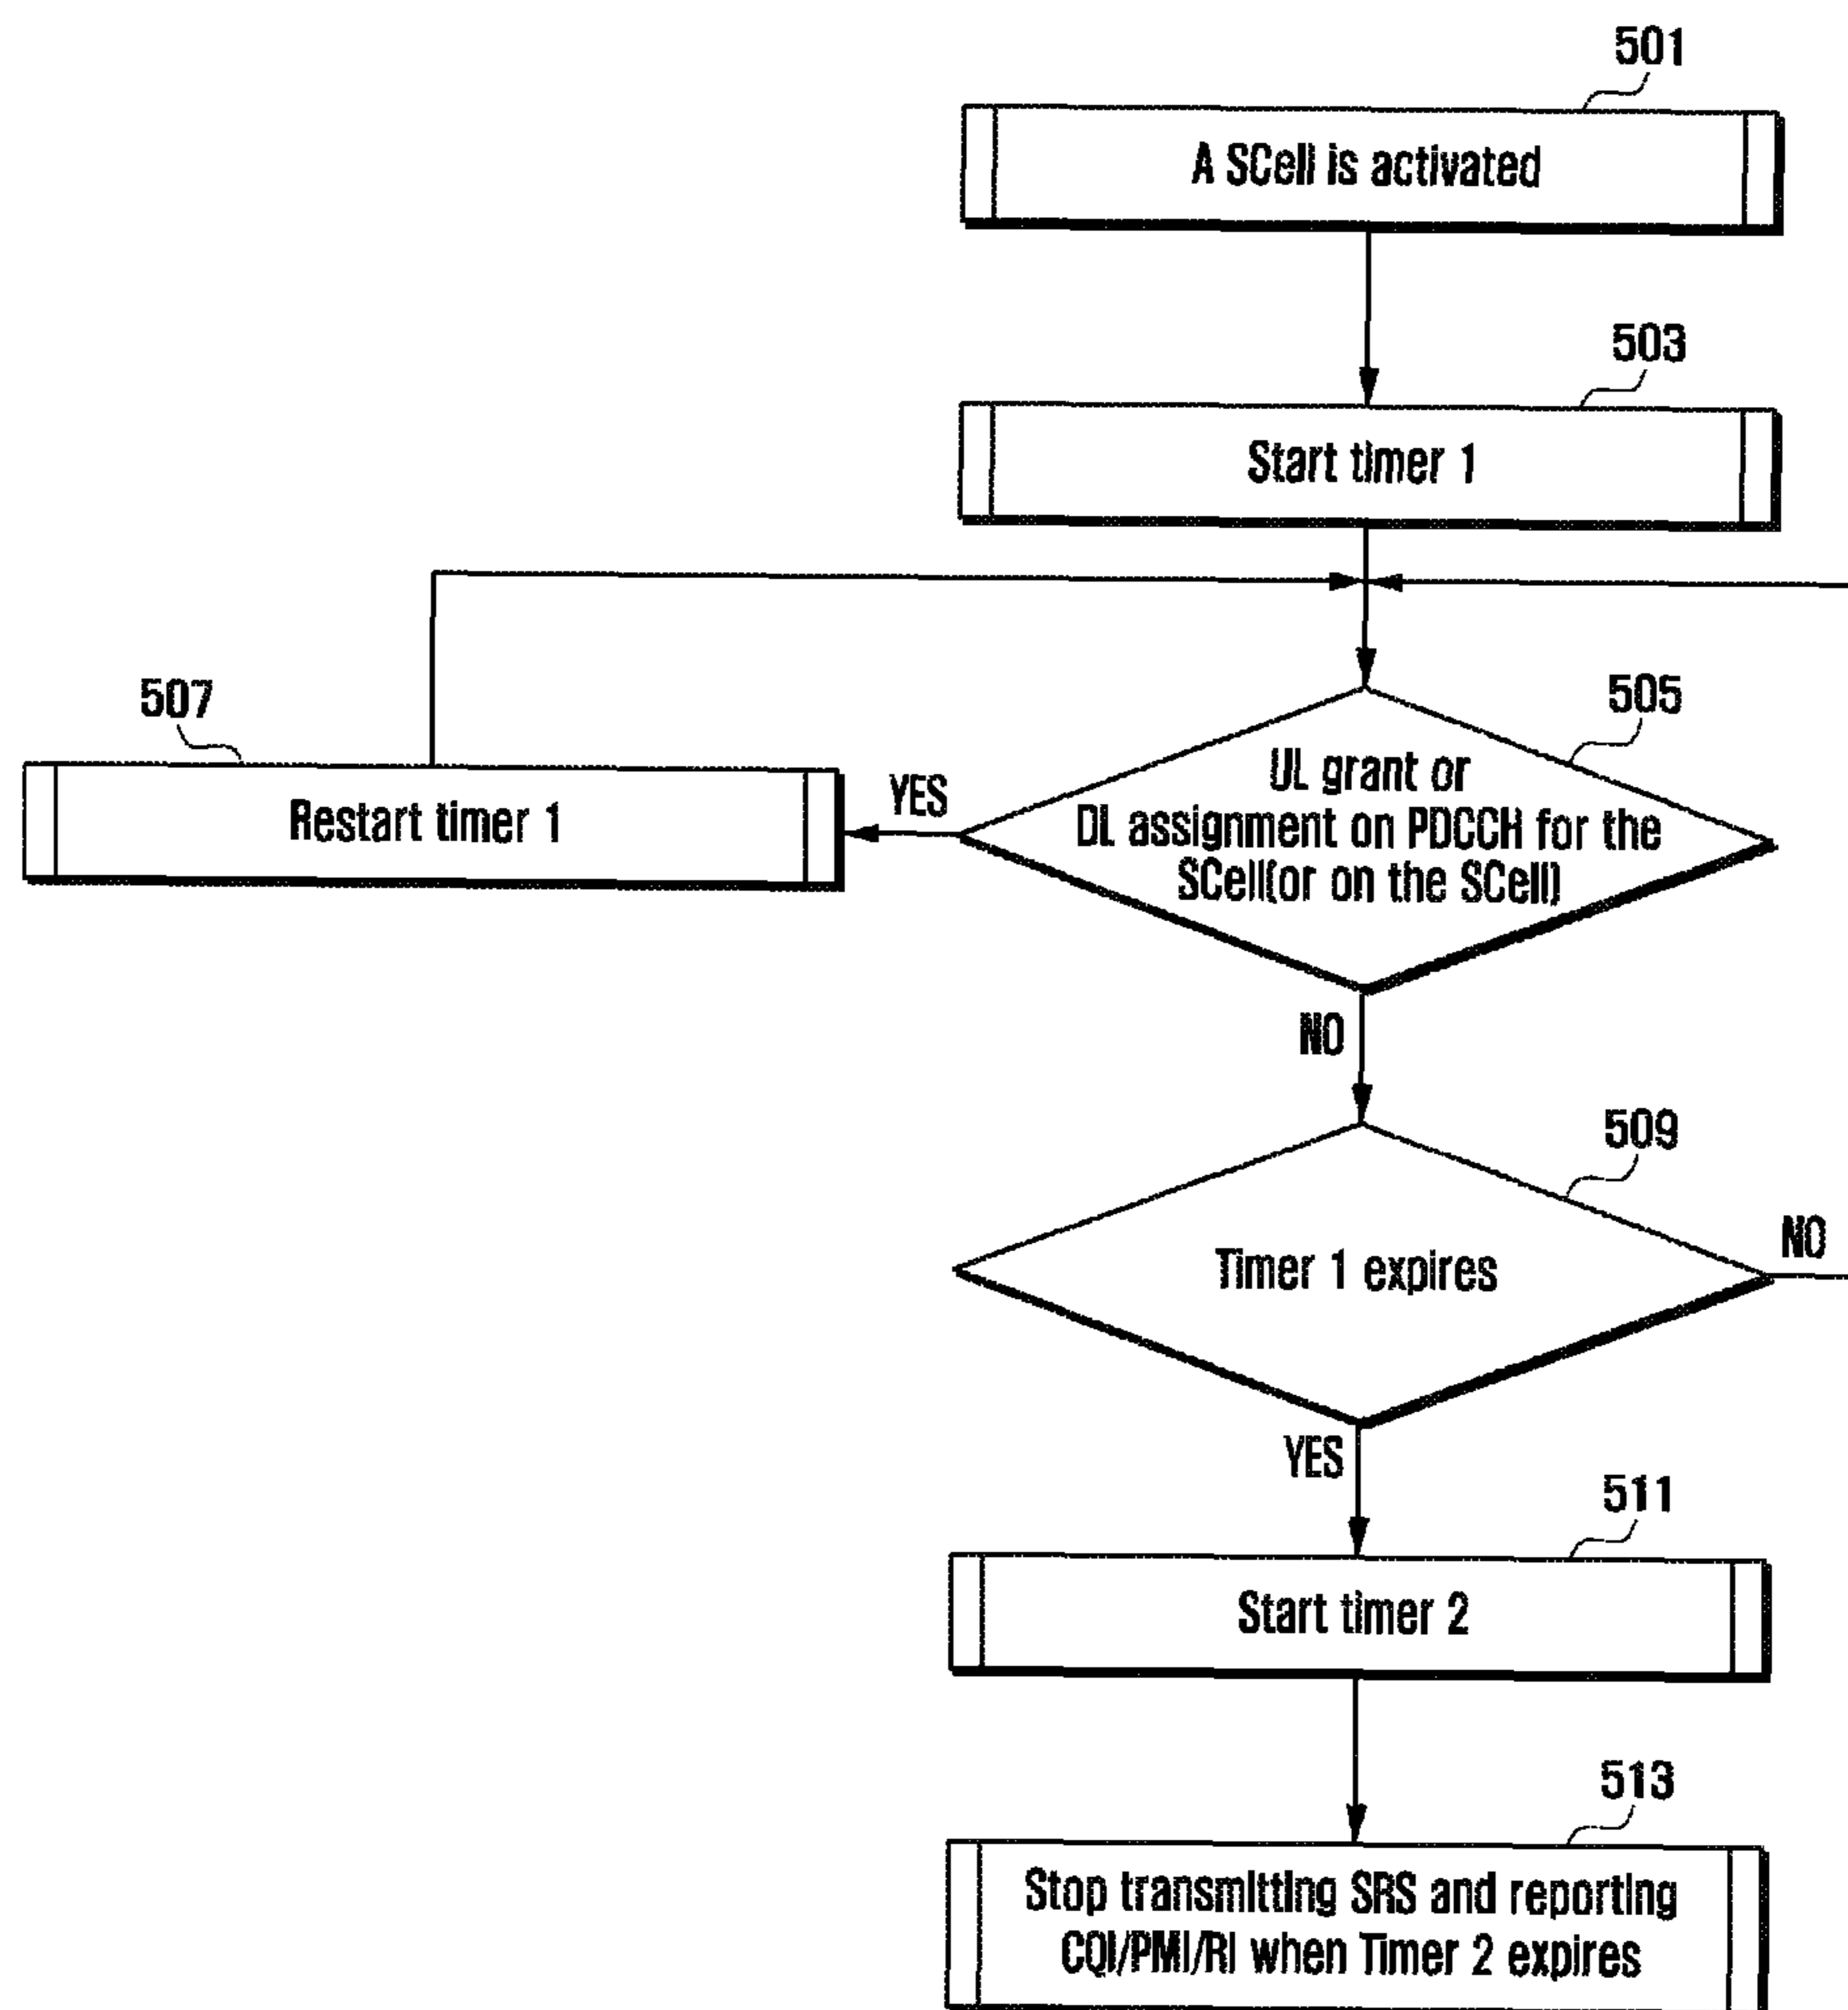 501
A SCell is activated
503
Start timer 1
507
Restart timer 1
YES
505
UL grant or
DL assignment on PDCCH for the
SCell(or on the SCell)
NO
509
Timer 1 expires
NO
YES
511
Start timer 2
513
Stop transmitting SRS and reporting
CQI/PMI/RI when Timer 2 expires